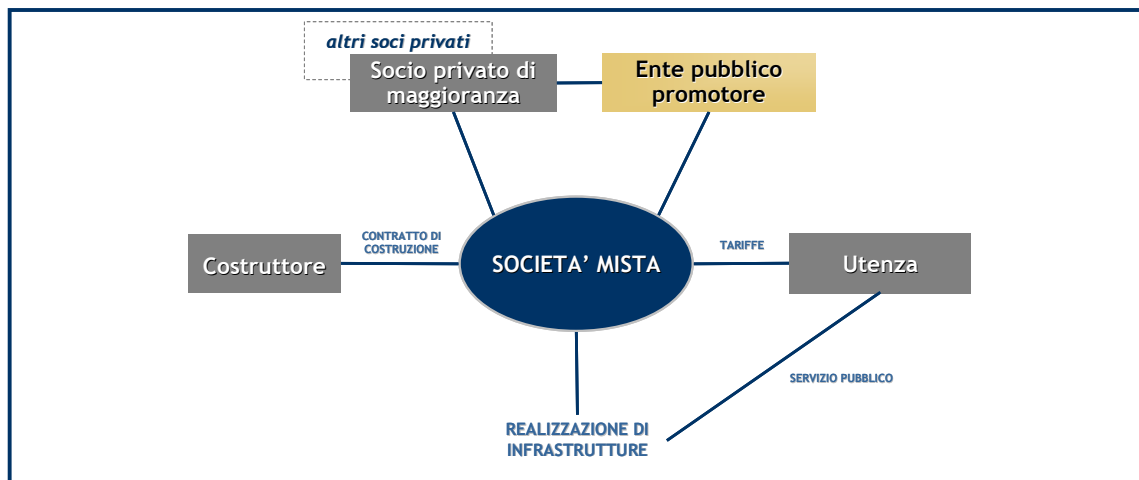 altri soci privati
Socio privato di
maggioranza
Ente pubblico
promotore
CONTRATTO DI
COSTRUZIONE
Costruttore
SOCIETA’ MISTA
TARIFFE
Utenza
SERVIZIO PUBBLICO
REALIZZAZIONE DI
INFRASTRUTTURE